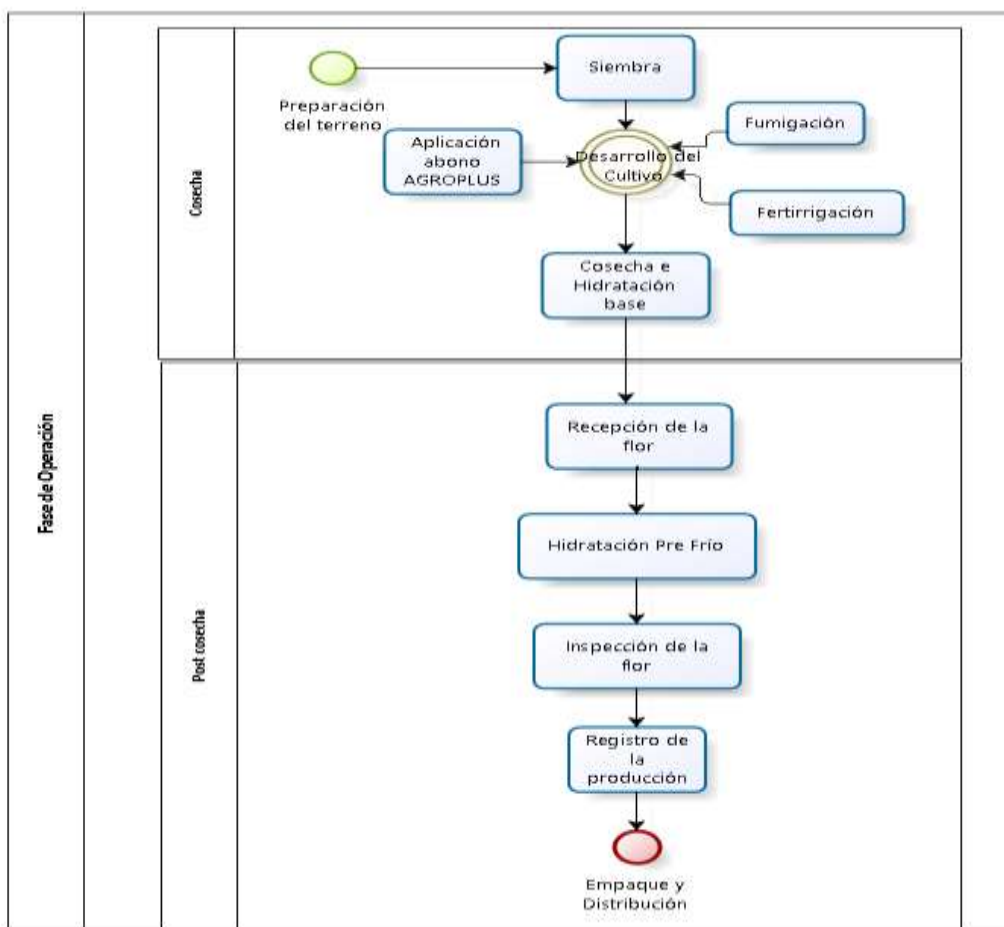 Fase de Operación
Cosecha
Preparación
del terreno
Siembra
Aplicación
abono
AGROPLUS
Desarrollo del
Cultivo
Fumigación
Fertirrigación
Cosecha e
Hidratación
base
Post cosecha
Recepción de la
flor
Hidratación Pre Frío
Inspección de la
flor
Registro de
la
producción
Empaque y
Distribución